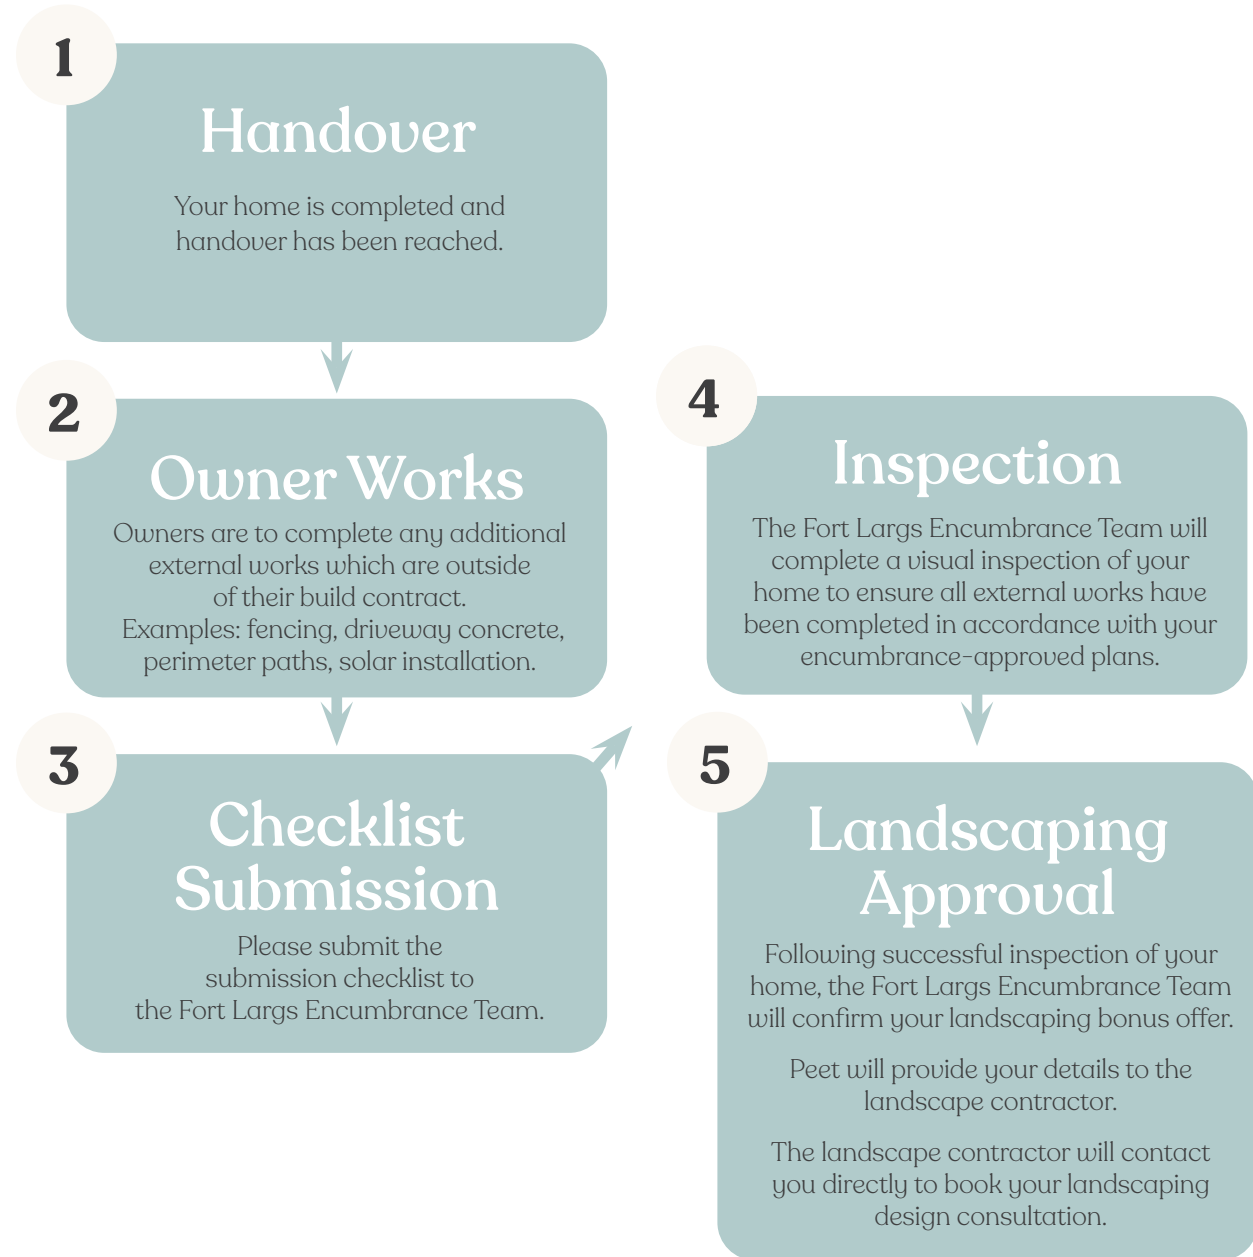 1
Handover
Your home is completed and
handover has been reached.
2
Owner Works
Owners are to complete any additional
external works which are outside
of their build contract.
Examples: fencing, driveway concrete,
perimeter paths, solar installation.
3
Checklist
Submission
Please submit the
submission checklist to
the Fort Largs Encumbrance Team.
4
Inspection
The Fort Largs Encumbrance Team will
complete a visual inspection of your
home to ensure all external works have
been completed in accordance with your
encumbrance-approved plans.
5
Landscaping
Approval
Following successful inspection of your
home, the Fort Largs Encumbrance Team
will confirm your landscaping bonus offer.
Peet will provide your details to the
landscape contractor.
The landscape contractor will contact
you directly to book your landscaping
design consultation.